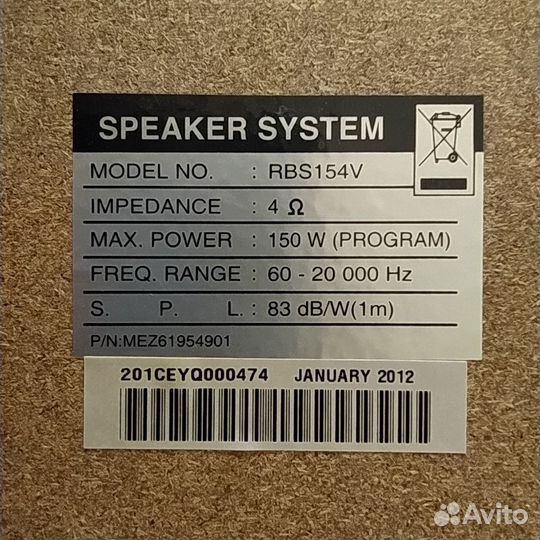 SPEAKER SYSTEM
MODEL NO. : RBS154V
IMPEDANCE : 4 Ω
MAX. POWER : 150 W (PROGRAM)
FREQ. RANGE : 60 - 20 000 Hz
S. P. L. : 83 dB/W(1m)
P/N:MEZ61954901
201CEYQ000474 JANUARY 2012
Avito